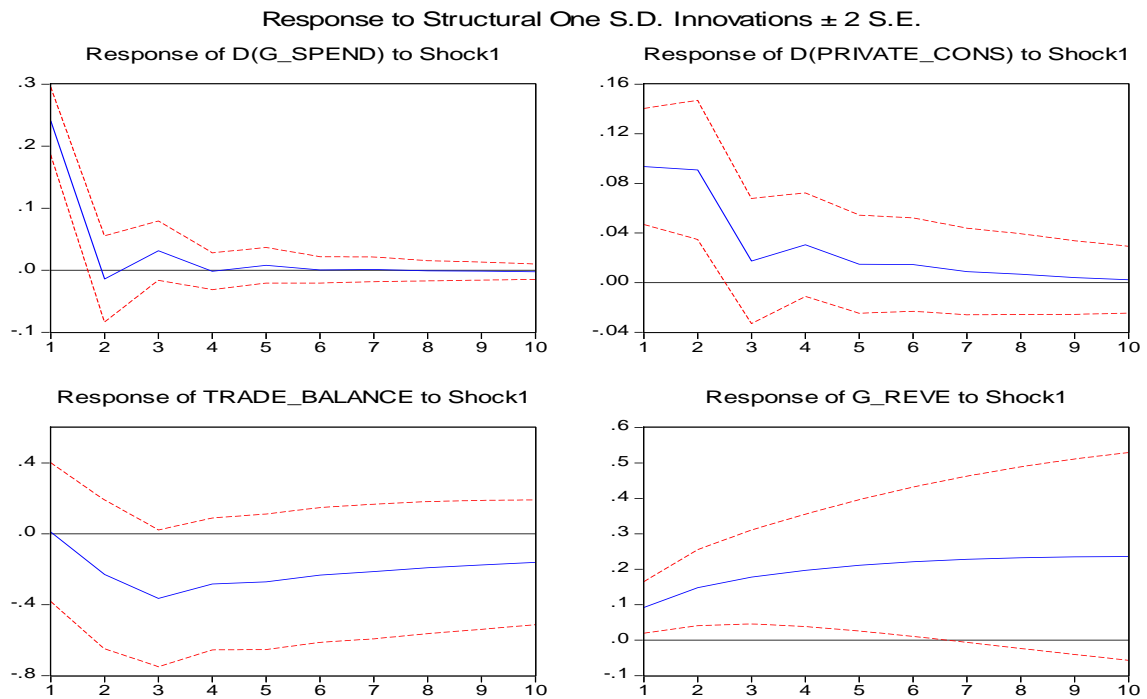 Response to Structural One S.D. Innovations ± 2 S.E.
Response of D(G_SPEND) to Shock1
.3
.2
.1
.0
-.1
1 2 3 4 5 6 7 8 9 10
Response of D(PRIVATE_CONS) to Shock1
.16
.12
.08
.04
.00
-.04
1 2 3 4 5 6 7 8 9 10
Response of TRADE_BALANCE to Shock1
.4
.0
-.4
-.8
1 2 3 4 5 6 7 8 9 10
Response of G_REVE to Shock1
.6
.5
.4
.3
.2
.1
.0
-.1
1 2 3 4 5 6 7 8 9 10